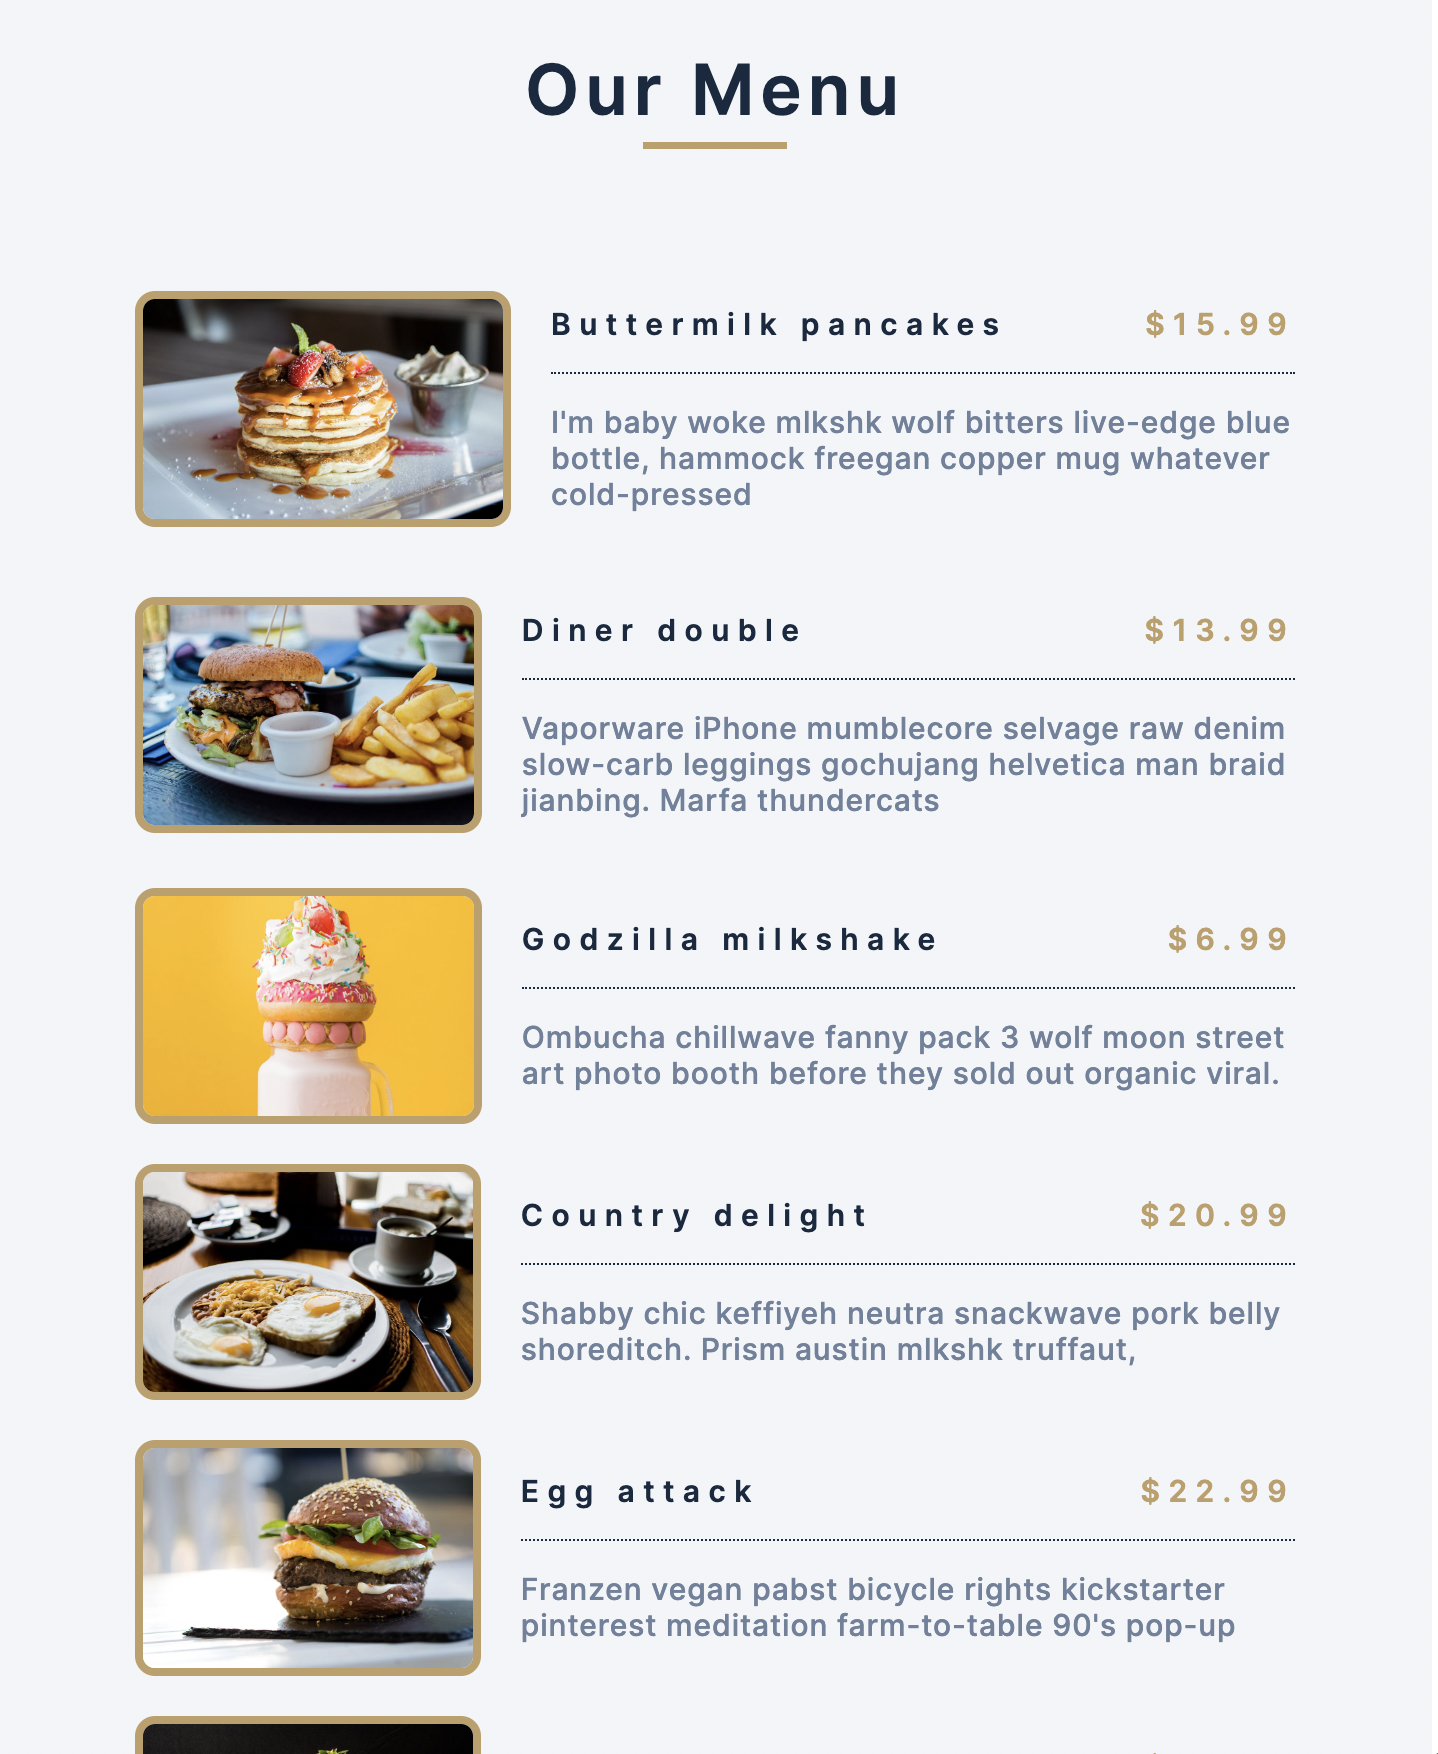 Our Menu
Buttermilk pancakes $15.99
I'm baby woke mlkshk wolf bitters live-edge blue
bottle, hammock freegan copper mug whatever
cold-pressed
Diner double $13.99
Vaporware iPhone mumblecore selvage raw denim
slow-carb leggings gochujang helvetica man braid
jianbing. Marfa thundercats
Godzilla milkshake $6.99
Ombucha chillwave fanny pack 3 wolf moon street
art photo booth before they sold out organic viral.
Country delight $20.99
Shabby chic keffiyeh neutra snackwave pork belly
shoreditch. Prism austin mlkshk truffaut,
Egg attack $22.99
Franzen vegan pabst bicycle rights kickstarter
pinterest meditation farm-to-table 90's pop-up